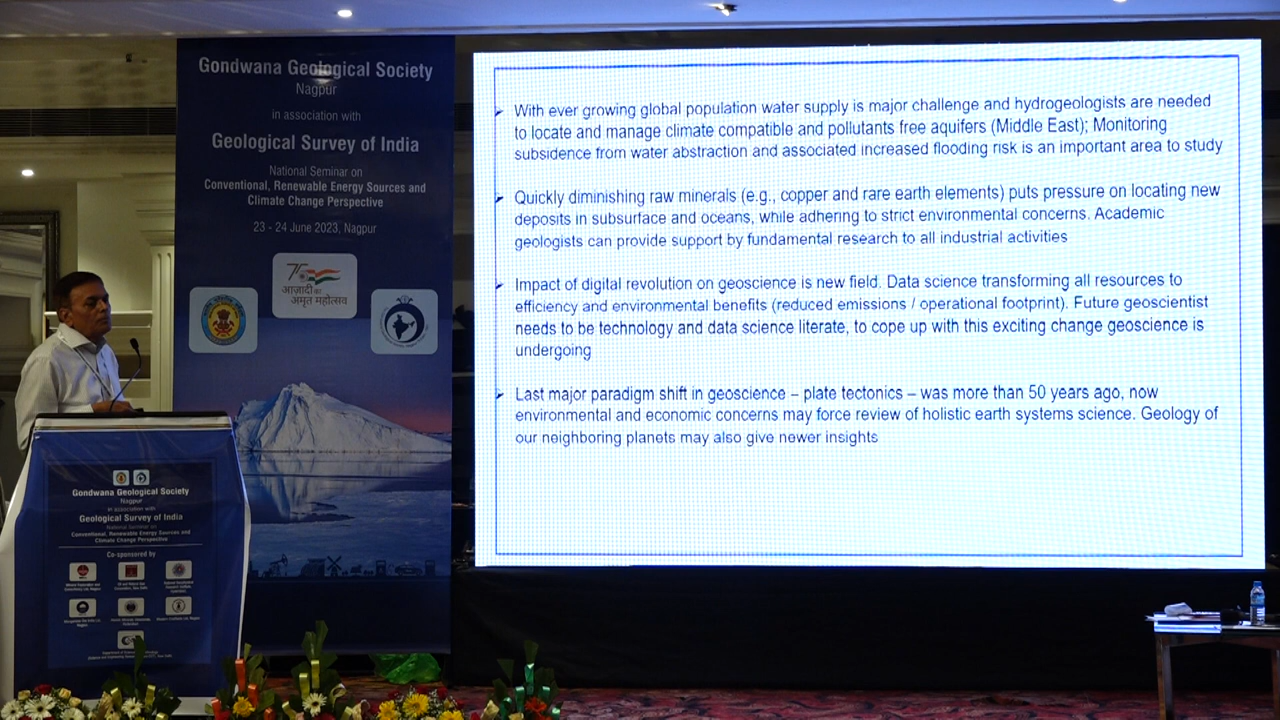 Gondwana Geological Society
Nagpur
in association with
Geological Survey of India
National Seminar on
Conventional, Renewable Energy Sources and
Climate Change Perspective
23 - 24 June 2023, Nagpur
75
आज़ादी का
अमृत महोत्सव
With ever growing global population water supply is major challenge and hydrogeologists are needed
to locate and manage climate compatible and pollutants free aquifers (Middle East); Monitoring
subsidence from water abstraction and associated increased flooding risk is an important area to study
Quickly diminishing raw minerals (e.g., copper and rare earth elements) puts pressure on locating new
deposits in subsurface and oceans, while adhering to strict environmental concerns. Academic
geologists can provide support by fundamental research to all industrial activities
Impact of digital revolution on geoscience is new field. Data science transforming all resources to
efficiency and environmental benefits (reduced emissions / operational footprint). Future geoscientist
needs to be technology and data science literate, to cope up with this exciting change geoscience is
undergoing
Last major paradigm shift in geoscience – plate tectonics – was more than 50 years ago, now
environmental and economic concerns may force review of holistic earth systems science. Geology of
our neighboring planets may also give newer insights
Gondwana Geological Society
Nagpur
in association with
Geological Survey of India
National Seminar on
Conventional, Renewable Energy Sources and
Climate Change Perspective
Co-sponsored by